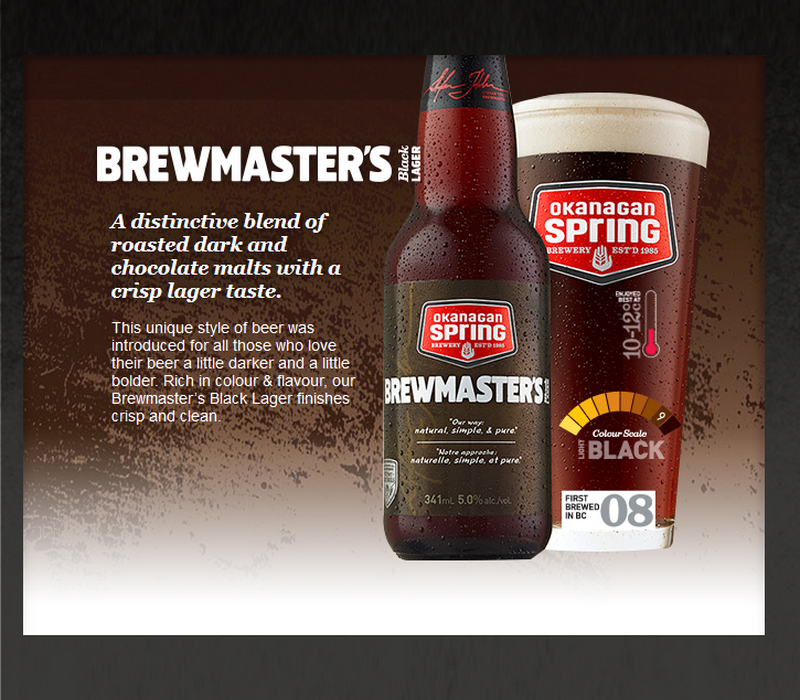 BREWMASTER'S Black LAGER
A distinctive blend of
roasted dark and
chocolate malts with a
crisp lager taste.
This unique style of beer was
introduced for all those who love
their beer a little darker and a little
bolder. Rich in colour & flavour, our
Brewmaster's Black Lager finishes
crisp and clean.
OKANAGAN
SPRING
BREWERY EST'D 1985
BREWMASTER'S
"Our way:
natural, simple, & pure."
"Notre approche:
naturelle, simple, et pure."
341mL 5.0% alc./vol.
OKANAGAN
SPRING
BREWERY EST'D 1985
ENJOYED
BEST AT
10-12°C
9
Colour Scale
LIGHT
BLACK
FIRST
BREWED
IN BC
08